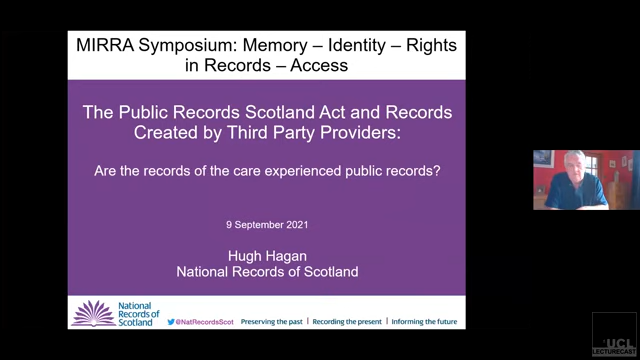 MIRRA Symposium: Memory – Identity – Rights
in Records – Access
The Public Records Scotland Act and Records
Created by Third Party Providers:
Are the records of the care experienced public records?
9 September 2021
Hugh Hagan
National Records of Scotland
National
Records of
Scotland
@NatRecordsScot
Preserving the past | Recording the present | Informing the future
UCL
LECTURECAST